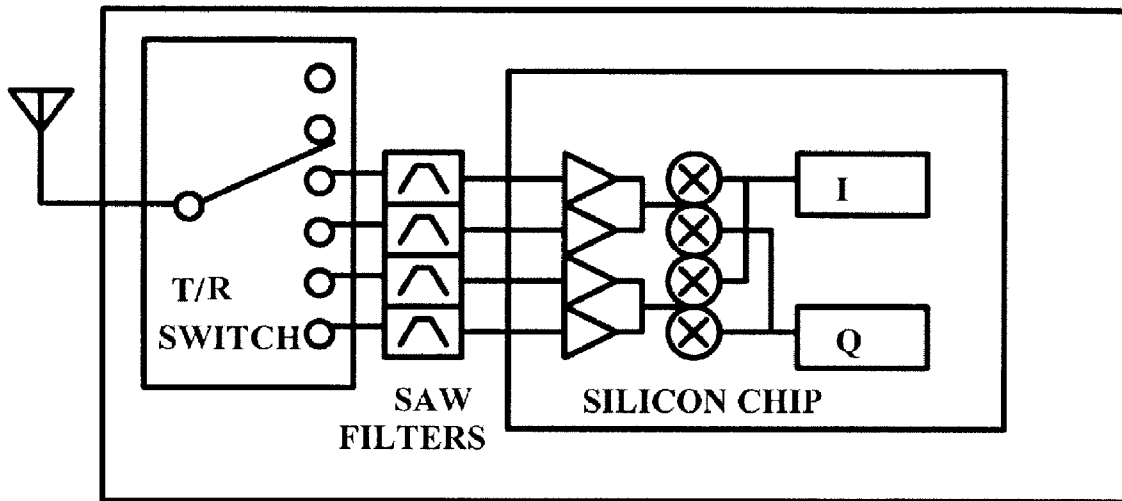 I
T/R
SWITCH
Q
SAW
FILTERS
SILICON CHIP